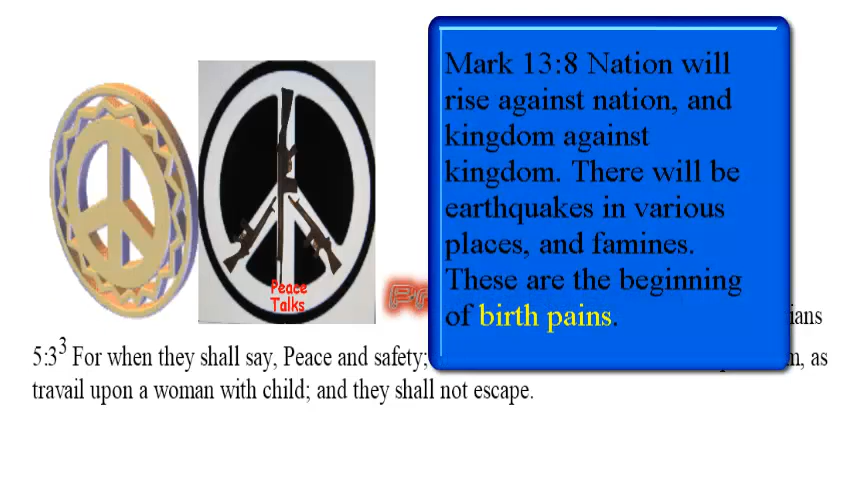 Mark 13:8 Nation will
rise against nation, and
kingdom against
kingdom. There will be
earthquakes in various
places, and famines.
These are the beginning
of birth pains.
Peace
Talks
5:3 3 For when they shall say, Peace and safety;
travail upon a woman with child; and they shall not escape.
as